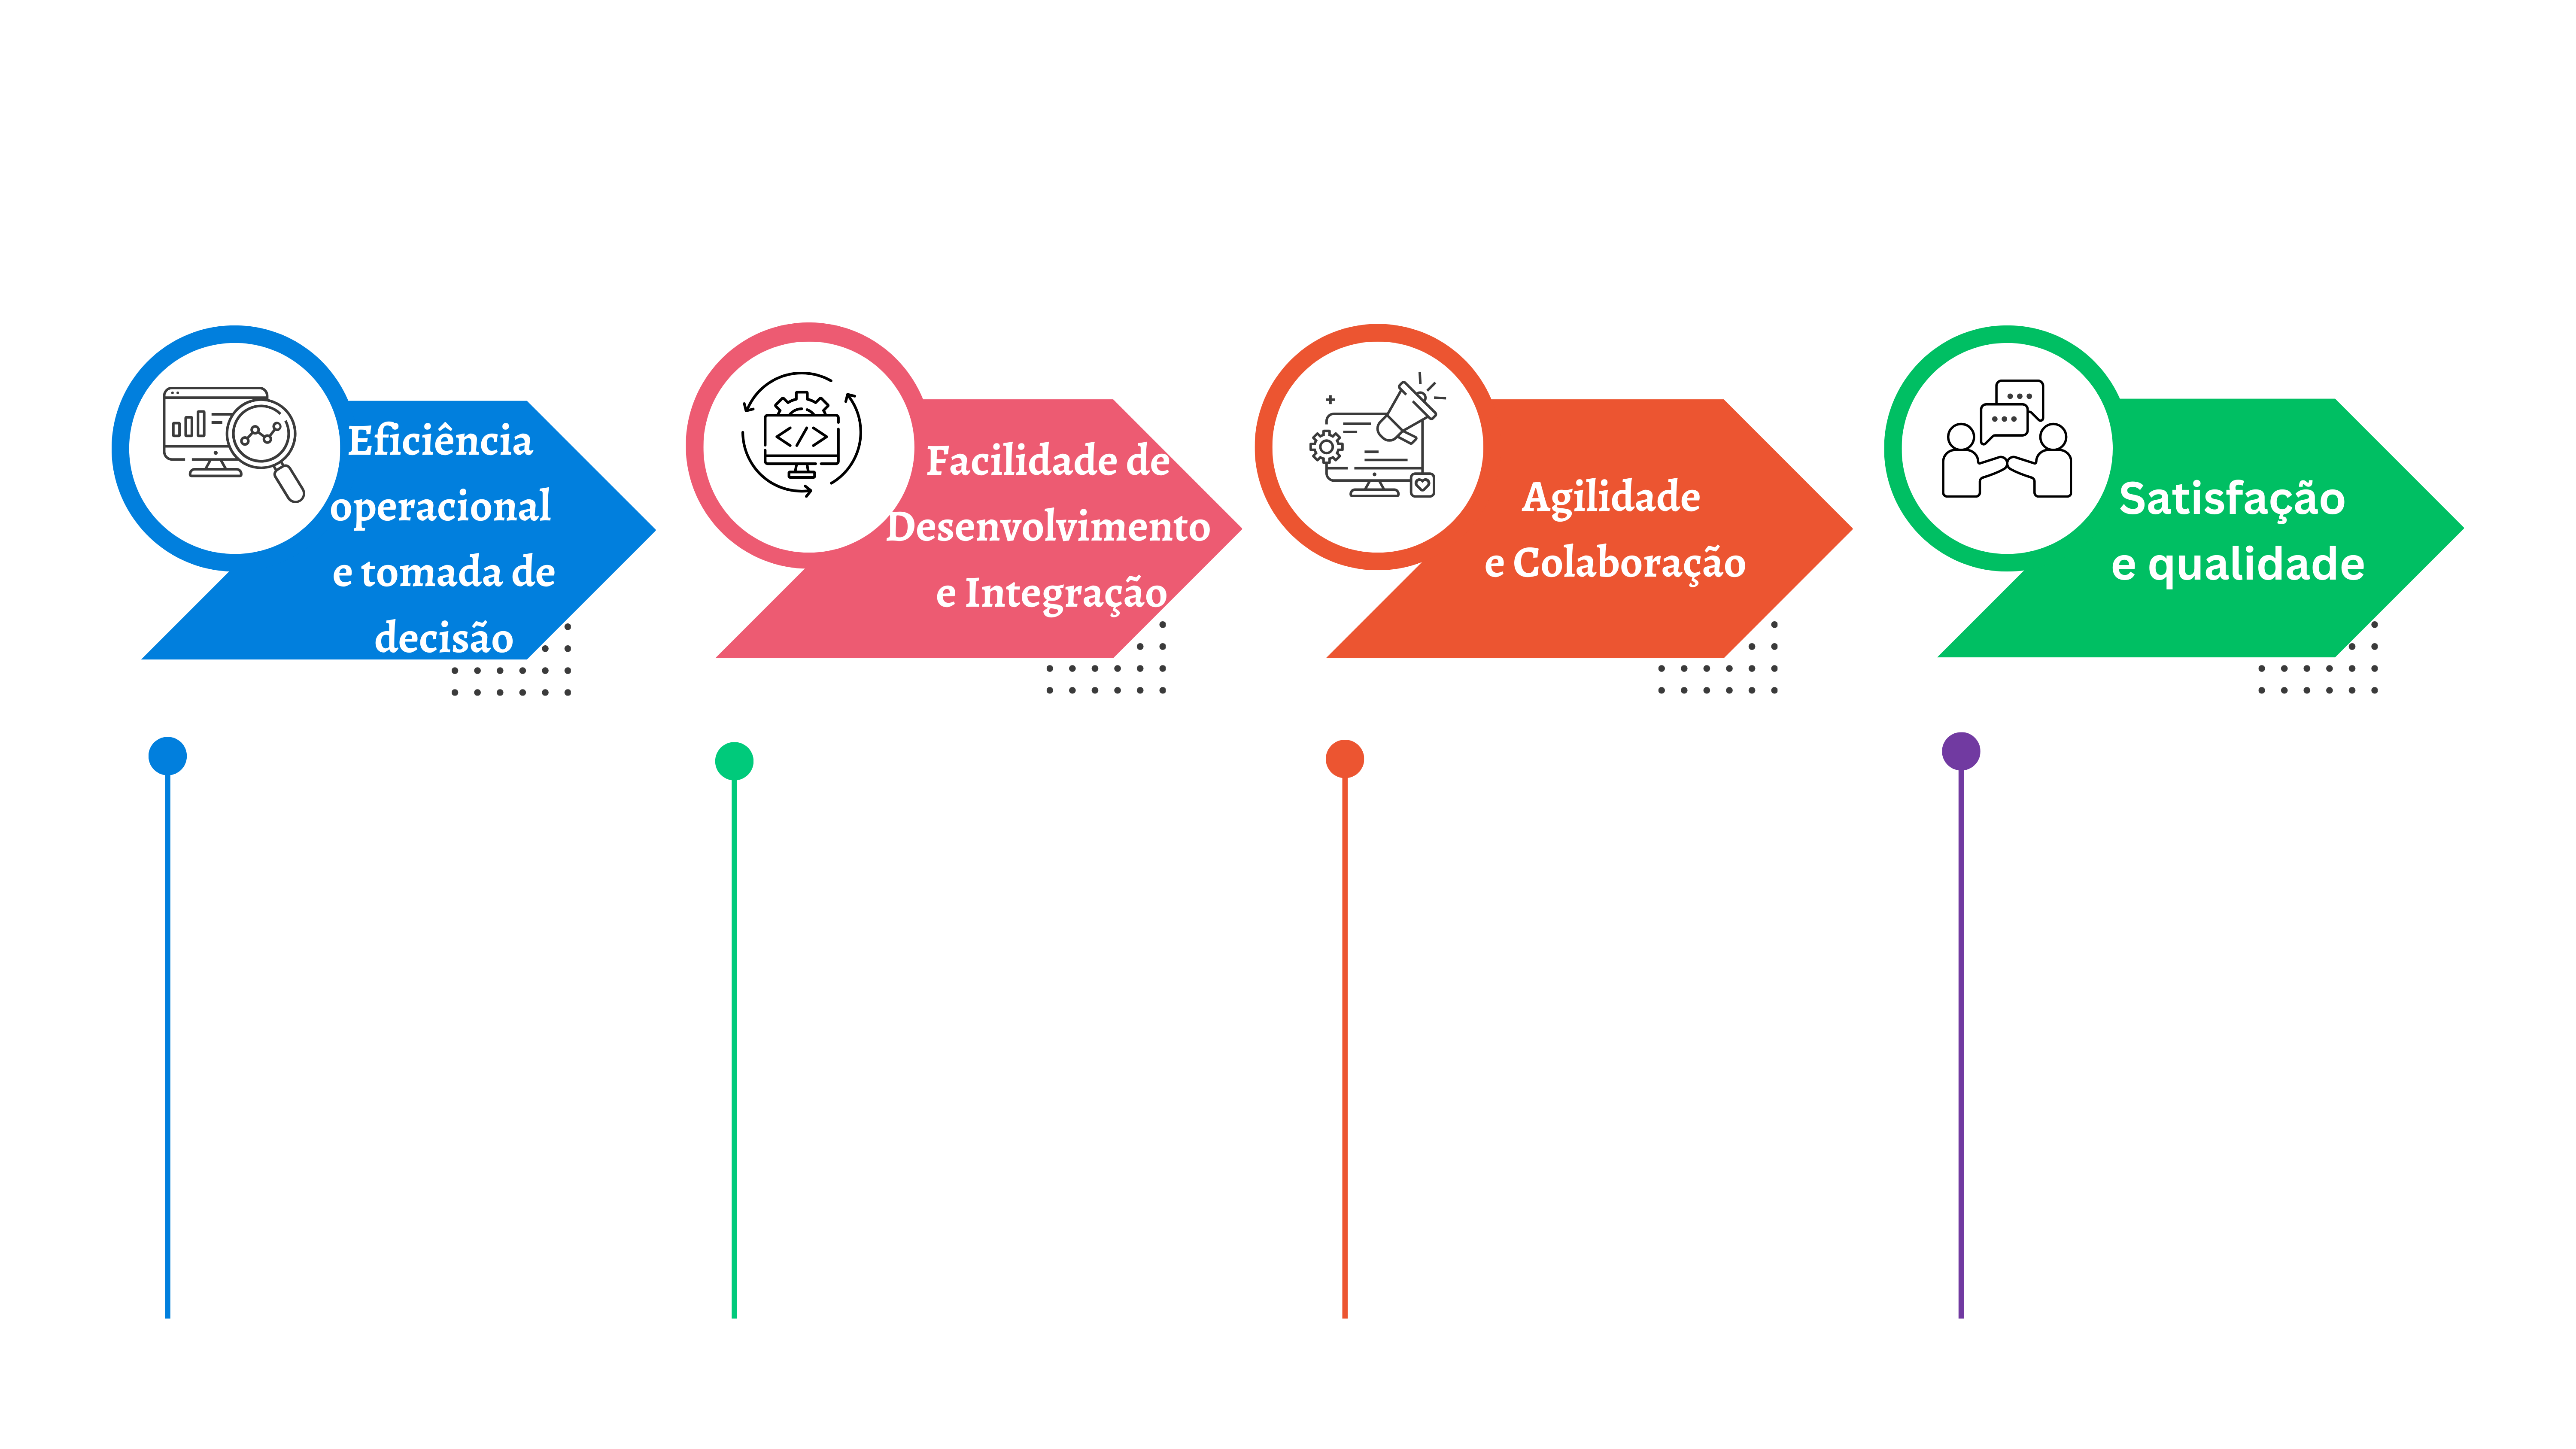 Eficiência
operacional
e tomada de
decisão
Facilidade de
Desenvolvimento
e Integração
Agilidade
e Colaboração
Satisfação
e qualidade